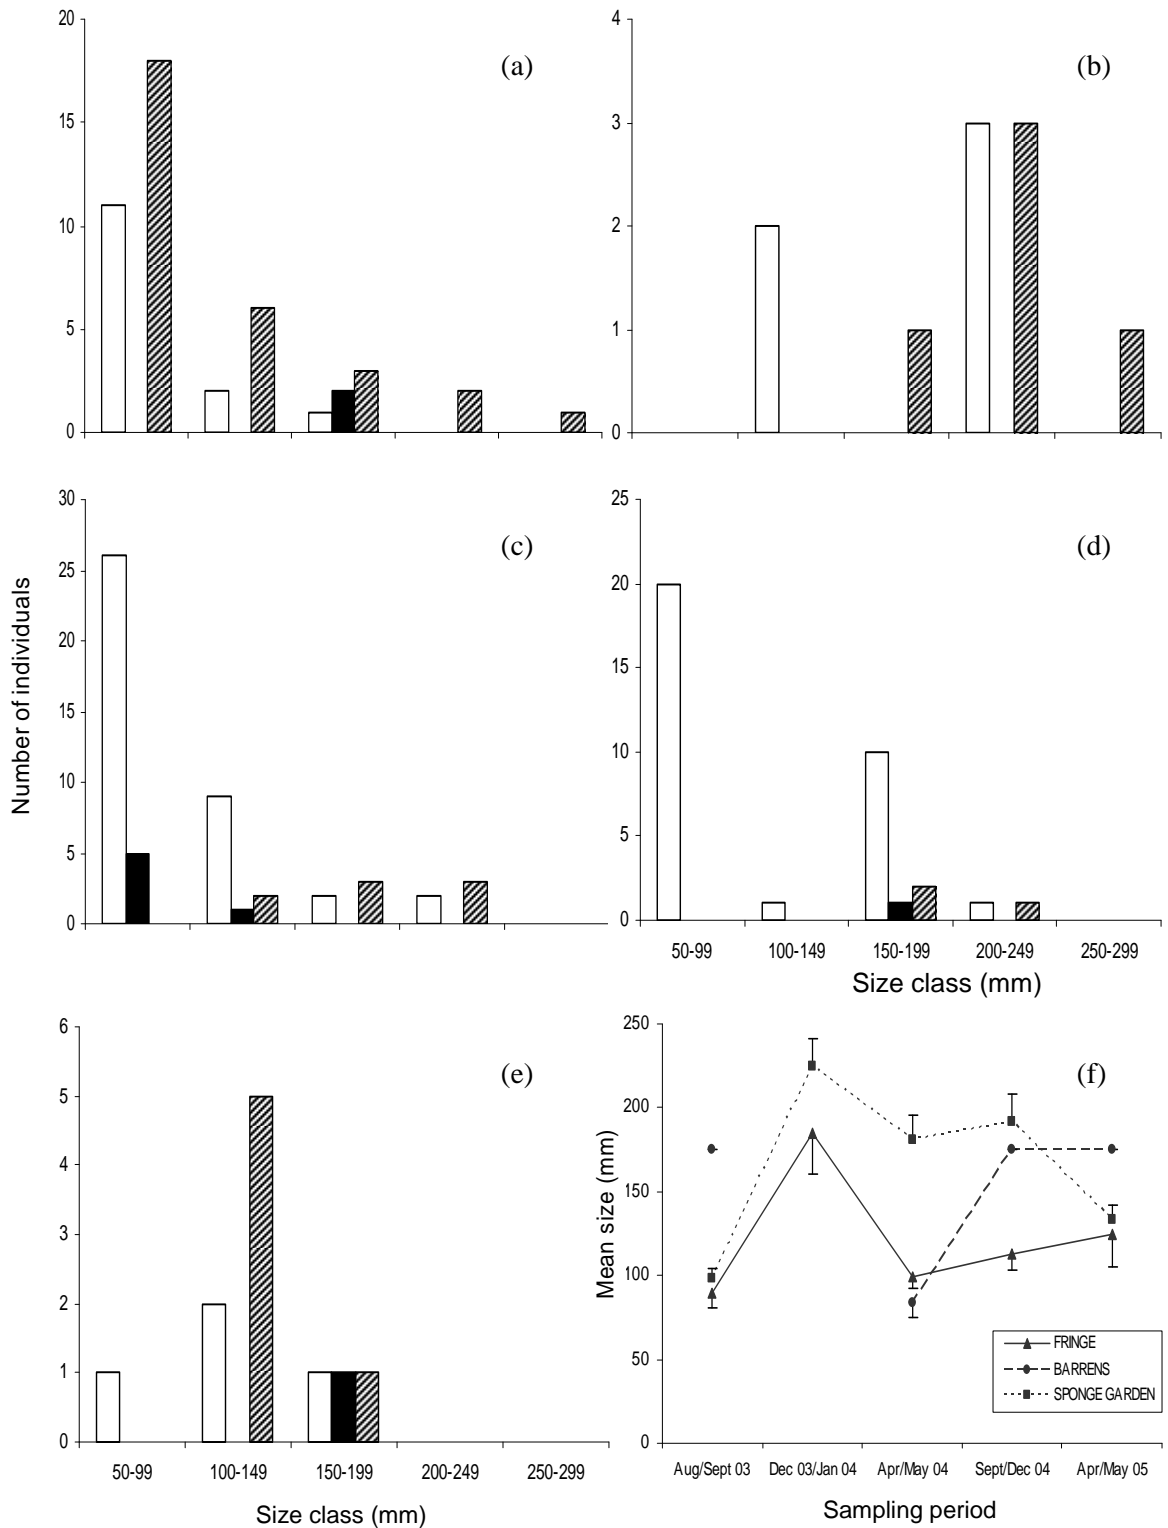 20
15
10
5
0
(a)
4
3
2
1
0
(b)
Number of individuals
30
25
20
15
10
5
0
(c)
25
20
15
10
5
0
(d)
50-99 100-149 150-199 200-249 250-299
Size class (mm)
6
5
4
3
2
1
0
(e)
50-99 100-149 150-199 200-249 250-299
Size class (mm)
Mean size (mm)
250
200
150
100
50
0
(f)
FRINGE
BARRENS
SPONGE GARDEN
Aug/Sept 03 Dec 03/Jan 04 Apr/May 04 Sept/Dec 04 Apr/May 05
Sampling period